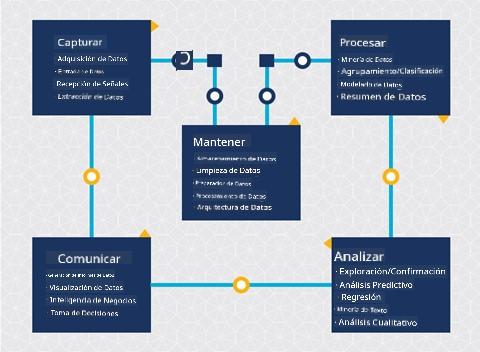 Capturar
· Adquisición de Datos
· Entrada de Datos
Recepción de Señales
· Extracción de Datos
Procesar
· Minería de Datos
· Agrupamiento/Clasificación
· Modelado de Datos
· Resumen de Datos
Mantener
· Almacenamiento de Datos
· Limpieza de Datos
· Preparador de Datos
· Procesamiento de Datos
· Arquitectura de Datos
Comunicar
· Visualización de Datos
· Inteligencia de Negocios
· Toma de Decisiones
Analizar
· Exploración/Confirmación
· Análisis Predictivo
· Regresión
· Minería de Texto
· Análisis Cualitativo